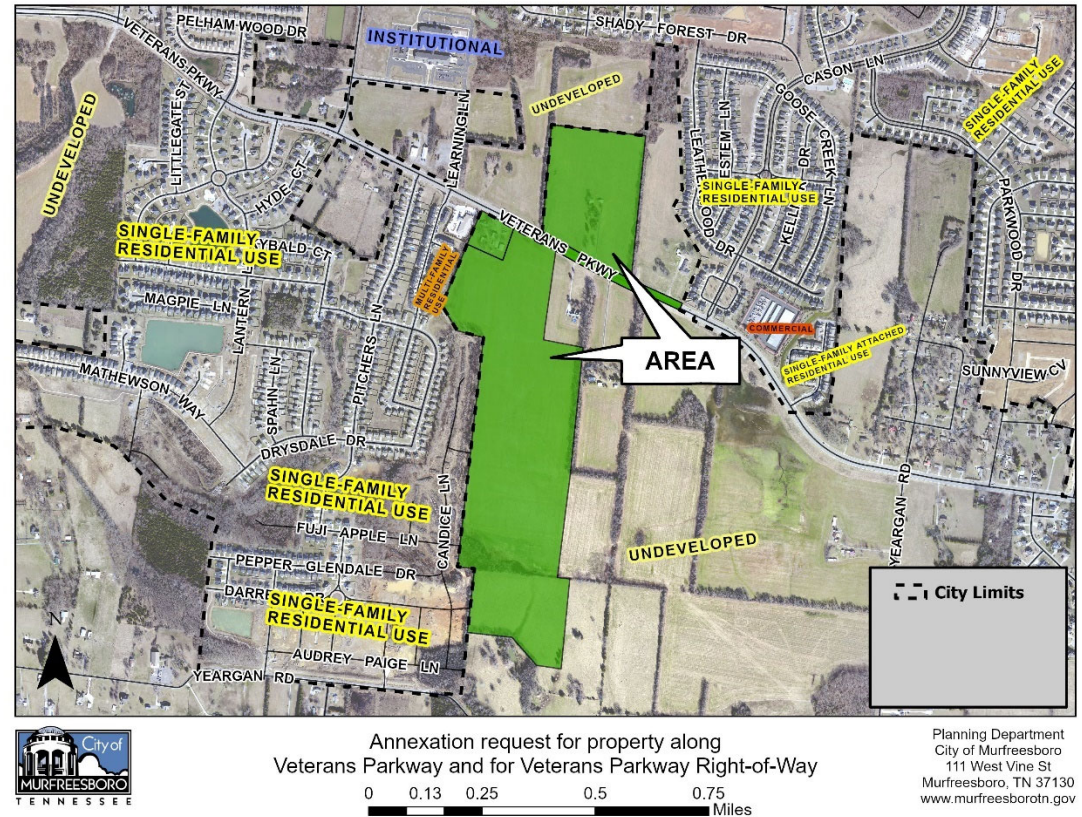 PELHAM WOOD DR
VETERANS PKWY
INSTITUTIONAL
SHADY FOREST DR
UNDEVELOPED
CASON LN
SINGLE-FAMILY
RESIDENTIAL USE
UNDEVELOPED
LITTLEGATE ST
LEARNING LN
GOOSE CREEK LN
HYDE CT
SINGLE-FAMILY
RESIDENTIAL USE
PARKWOOD DR
SINGLE-FAMILY
RESIDENTIAL USE
VETERANS PKWY
MULTI-FAMILY
RESIDENTIAL
USE
MAGPIE LN
LANTERN
COMMERCIAL
SINGLE-FAMILY ATTACHED
RESIDENTIAL USE
AREA
SUNNYVIEW CV
MATHEWSON WAY
SPAHN LN
PITCHERS LN
DRYSDALE DR
SINGLE-FAMILY
RESIDENTIAL USE
CANDICE LN
YEARGAN RD
FUJI APPLE LN
UNDEVELOPED
PEPPER GLENDALE DR
SINGLE-FAMILY
RESIDENTIAL USE
AUDREY PAIGE LN
YEARGAN RD
N
City Limits
City of
MURFREESBORO
TENNESSEE
Annexation request for property along
Veterans Parkway and for Veterans Parkway Right-of-Way
0 0.13 0.25 0.5 0.75
Miles
Planning Department
City of Murfreesboro
111 West Vine St
Murfreesboro, TN 37130
www.murfreesborotn.gov